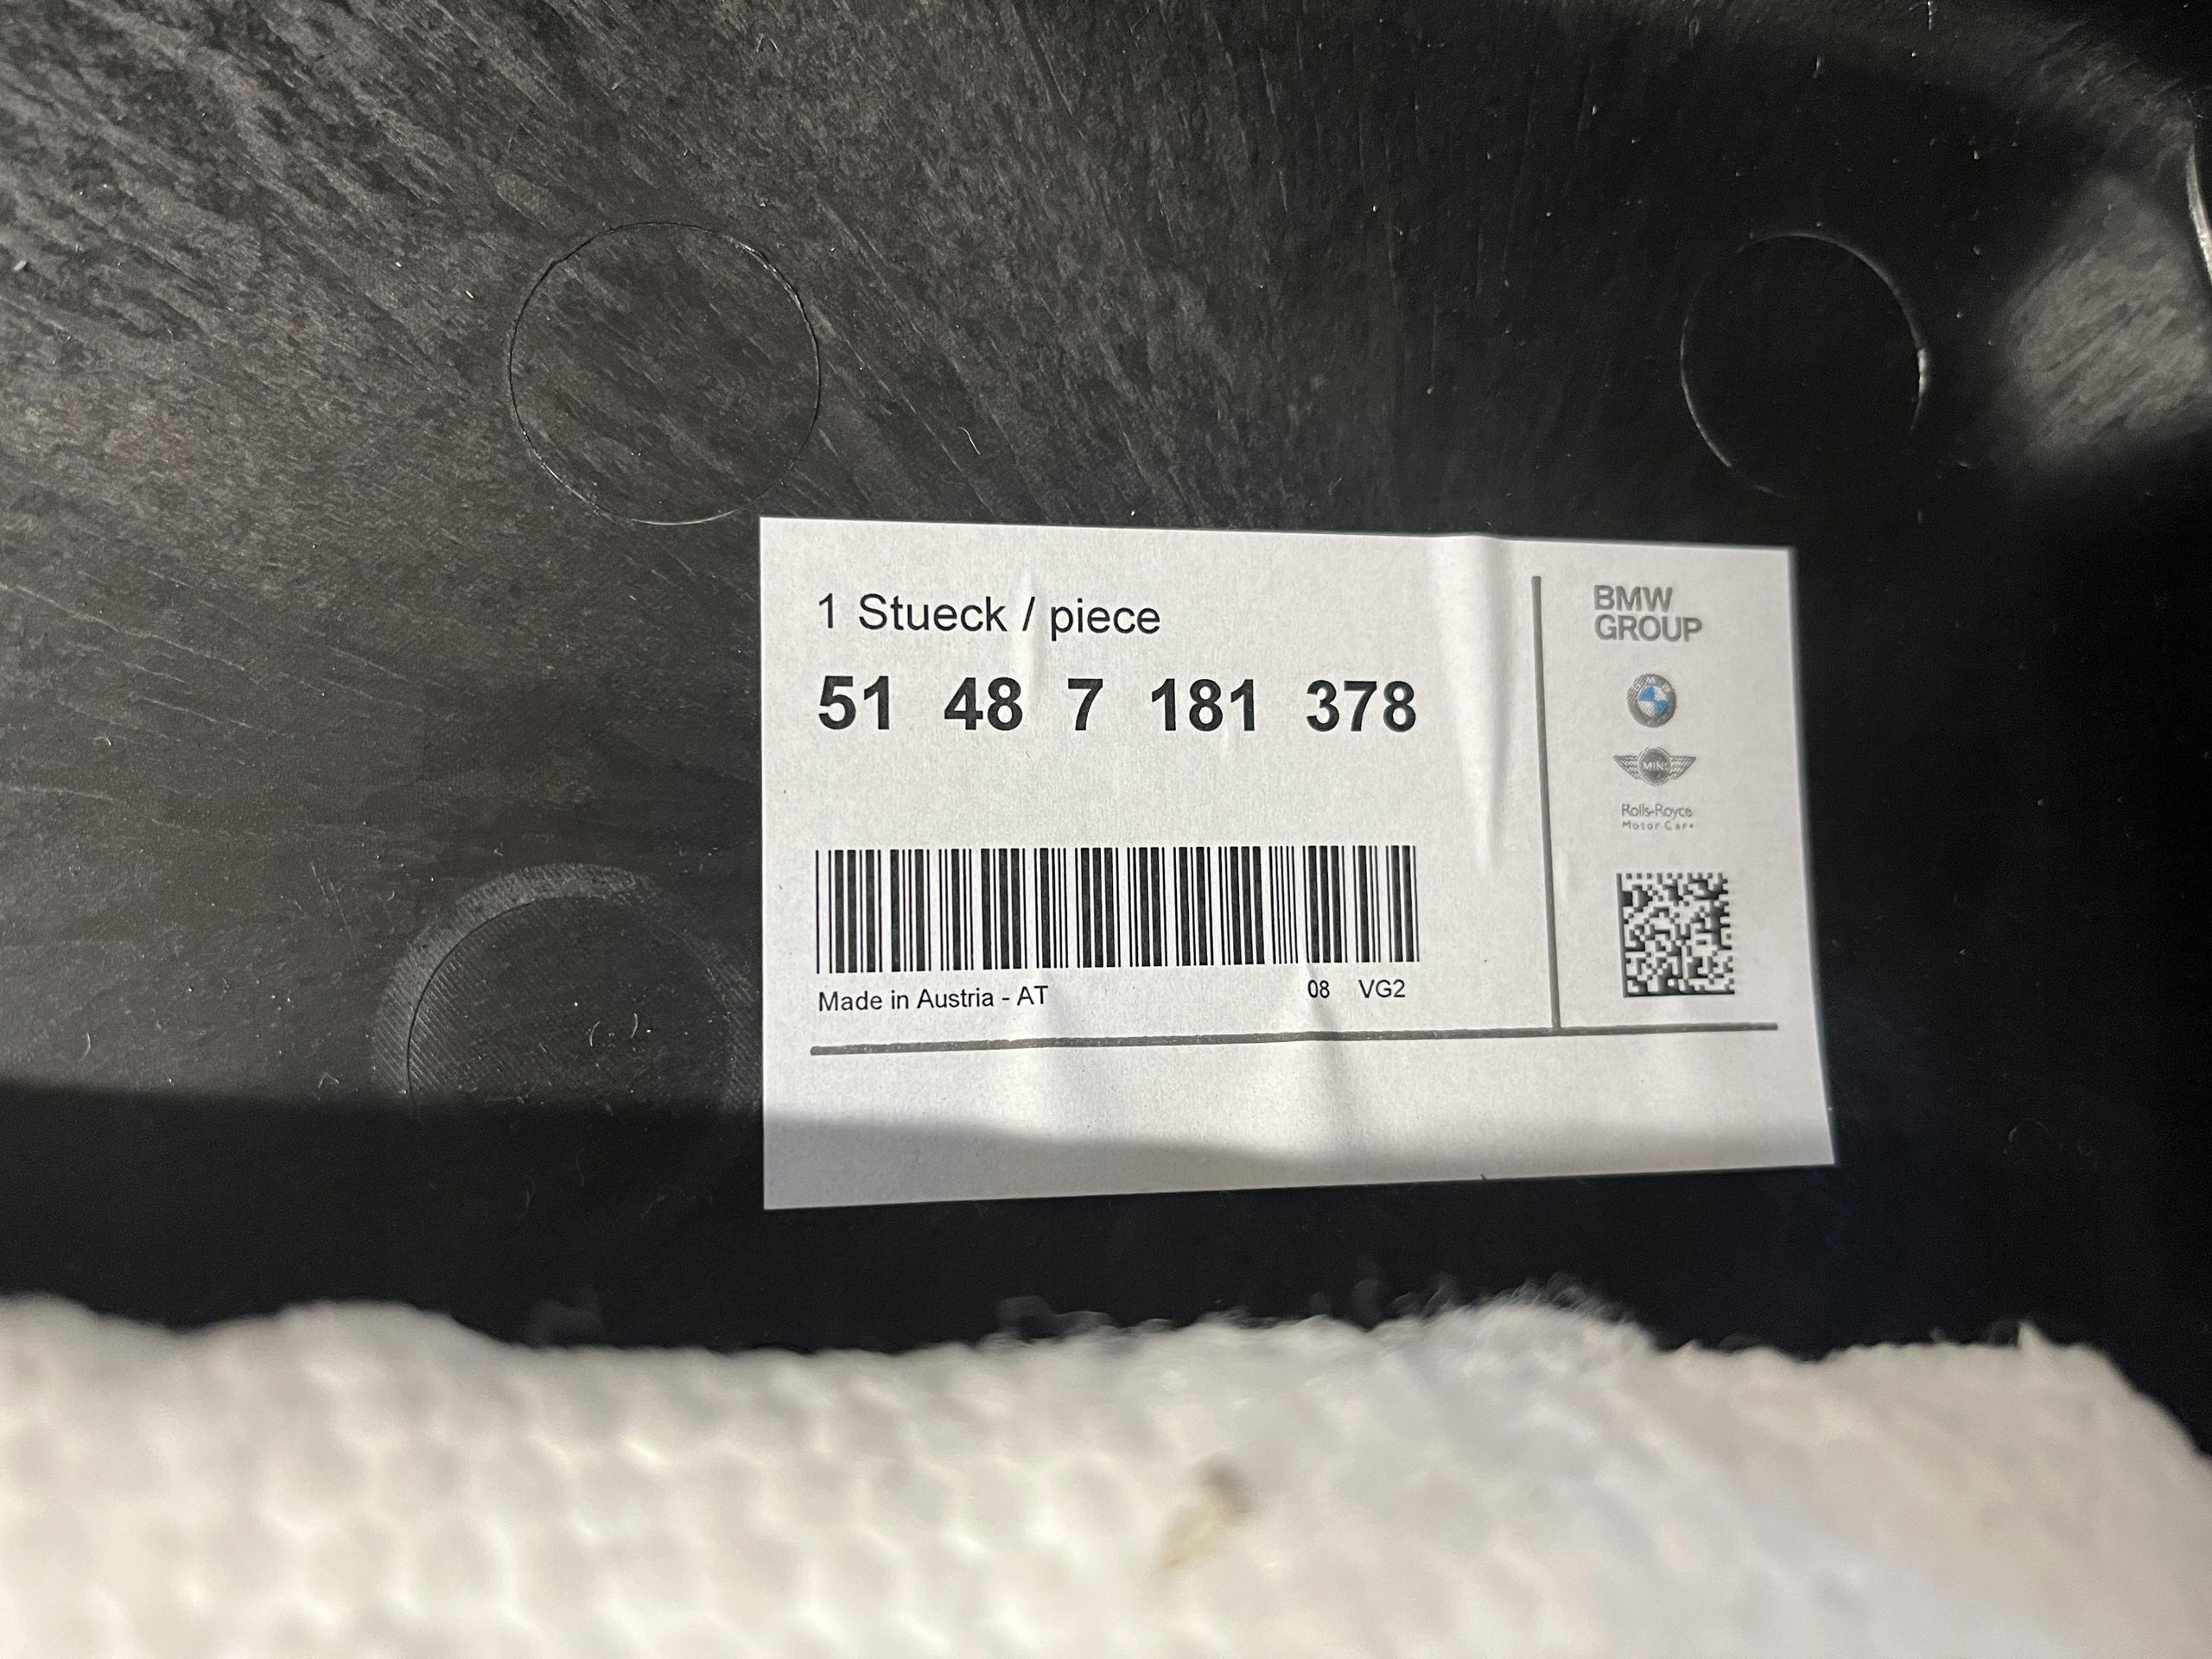 1 Stueck / piece
51 48 7 181 378
Made in Austria - AT
08 VG2
BMW
GROUP
BMW
MINI
Rolls-Royce
Motor Cars